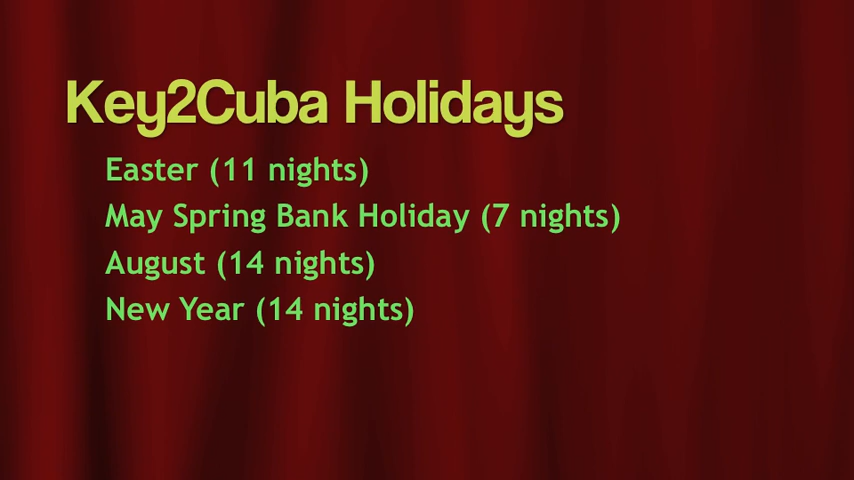 Key2Cuba Holidays
Easter (11 nights)
May Spring Bank Holiday (7 nights)
August (14 nights)
New Year (14 nights)